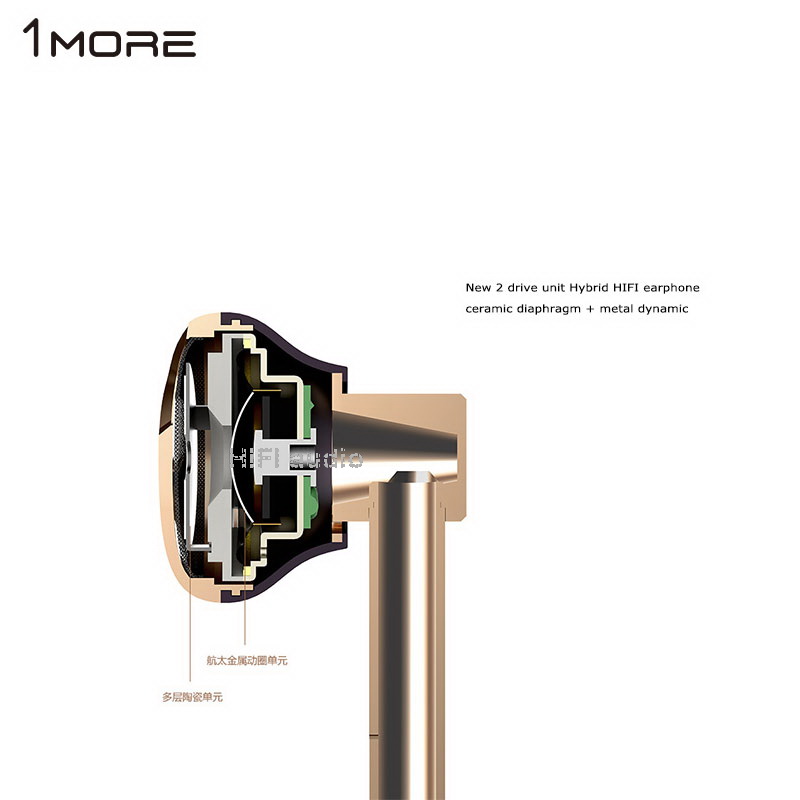 1MORE
New 2 drive unit Hybrid HIFI earphone
ceramic diaphragm + metal dynamic
HiFi audio
航太金属动圈单元
多层陶瓷单元